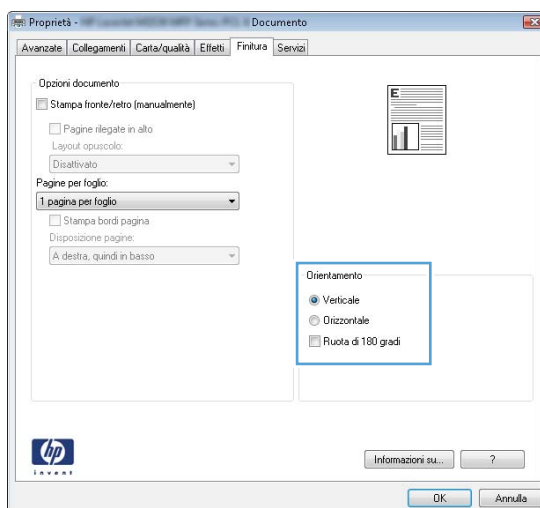 Proprietà - Documento
Avanzate Collegamenti Carta/qualità Effetti Finitura Servizi
Opzioni documento
Stampa fronte/retro (manualmente)
Pagine rilegate in alto
Layout opuscolo:
Disattivato
Pagine per foglio:
1 pagina per foglio
Stampa bordi pagina
Disposizione pagine:
A destra, quindi in basso
E
Orientamento
Verticale
Orizzontale
Ruota di 180 gradi
hp
invent
Informazioni su... ?
OK Annulla